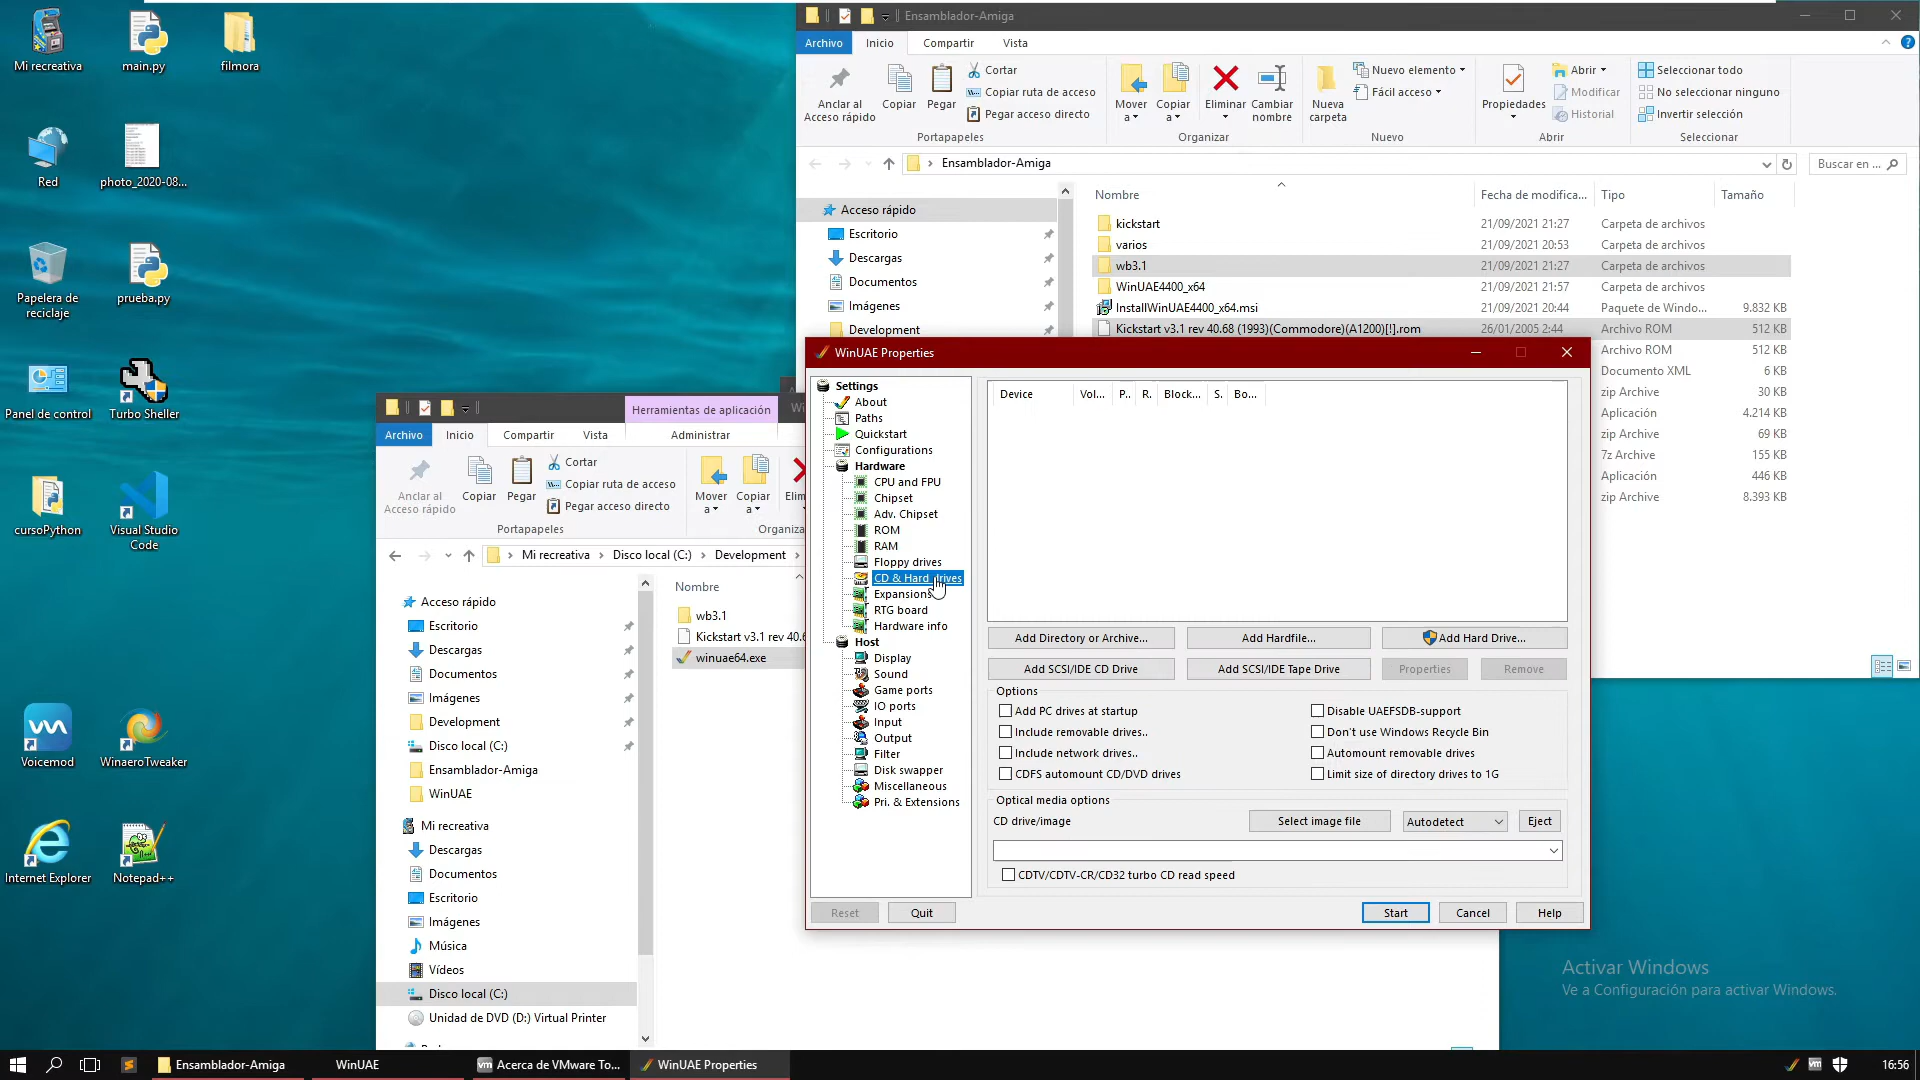 Mi recreativa
main.py
filmora
Red
photo_2020-08...
Papelera de
reciclaje
prueba.py
Panel de control
Turbo Sheller
cursoPython
Visual Studio
Code
Voicemod
WinaeroTweaker
Internet Explorer
Notepad++
Ensamblador-Amiga
Archivo
Inicio
Compartir
Vista
Anclar al
Acceso rápido
Copiar
Pegar
Cortar
Copiar ruta de acceso
Pegar acceso directo
Portapapeles
Mover
a
Copiar
a
Eliminar
Cambiar
nombre
Organizar
Nueva
carpeta
Nuevo elemento
Fácil acceso
Nuevo
Propiedades
Abrir
Modificar
Historial
Abrir
Seleccionar todo
No seleccionar ninguno
Invertir selección
Seleccionar
Ensamblador-Amiga
Buscar en ...
Acceso rápido
Escritorio
Descargas
Documentos
Imágenes
Development
Nombre
Fecha de modifica...
Tipo
Tamaño
kickstart
21/09/2021 21:27
Carpeta de archivos
varios
21/09/2021 20:53
Carpeta de archivos
wb3.1
21/09/2021 21:27
Carpeta de archivos
WinUAE4400_x64
21/09/2021 21:57
Carpeta de archivos
InstallWinUAE4400_x64.msi
21/09/2021 20:44
Paquete de Windo...
9.832 KB
Kickstart v3.1 rev 40.68 (1993)(Commodore)(A1200)[!].rom
26/01/2005 2:44
Archivo ROM
512 KB
Archivo ROM
512 KB
Documento XML
6 KB
zip Archive
30 KB
Aplicación
4.214 KB
zip Archive
69 KB
7z Archive
155 KB
Aplicación
446 KB
zip Archive
8.393 KB
Herramientas de aplicación
Archivo
Inicio
Compartir
Vista
Administrar
Anclar al
Acceso rápido
Copiar
Pegar
Cortar
Copiar ruta de acceso
Pegar acceso directo
Portapapeles
Mover
a
Copiar
a
Elim
Organiza
Mi recreativa
Disco local (C:)
Development
Acceso rápido
Escritorio
Descargas
Documentos
Imágenes
Development
Disco local (C:)
Ensamblador-Amiga
WinUAE
Mi recreativa
Descargas
Documentos
Escritorio
Imágenes
Música
Vídeos
Disco local (C:)
Unidad de DVD (D:) Virtual Printer
Nombre
wb3.1
Kickstart v3.1 rev 40.6
winuae64.exe
WinUAE Properties
Settings
About
Paths
Quickstart
Configurations
Hardware
CPU and FPU
Chipset
Adv. Chipset
ROM
RAM
Floppy drives
CD & Hard drives
Expansions
RTG board
Hardware info
Host
Display
Sound
Game ports
IO ports
Input
Output
Filter
Disk swapper
Miscellaneous
Pri. & Extensions
Device
Vol...
P..
R.
Block...
S.
Bo...
Add Directory or Archive...
Add Hardfile...
Add Hard Drive...
Add SCSI/IDE CD Drive
Add SCSI/IDE Tape Drive
Properties
Remove
Options
Add PC drives at startup
Disable UAEFSDB-support
Include removable drives..
Don't use Windows Recycle Bin
Include network drives..
Automount removable drives
CDFS automount CD/DVD drives
Limit size of directory drives to 1G
Optical media options
CD drive/image
Select image file
Autodetect
Eject
CDTV/CDTV-CR/CD32 turbo CD read speed
Reset
Quit
Start
Cancel
Help
Activar Windows
Ve a Configuración para activar Windows.
Ensamblador-Amiga
WinUAE
Acerca de VMware To...
WinUAE Properties
16:56